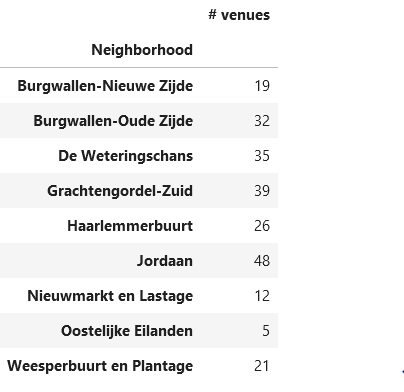 # venues
Neighborhood
Burgwallen-Nieuwe Zijde 19
Burgwallen-Oude Zijde 32
De Weteringschans 35
Grachtengordel-Zuid 39
Haarlemmerbuurt 26
Jordaan 48
Nieuwmarkt en Lastage 12
Oostelijke Eilanden 5
Weesperbuurt en Plantage 21